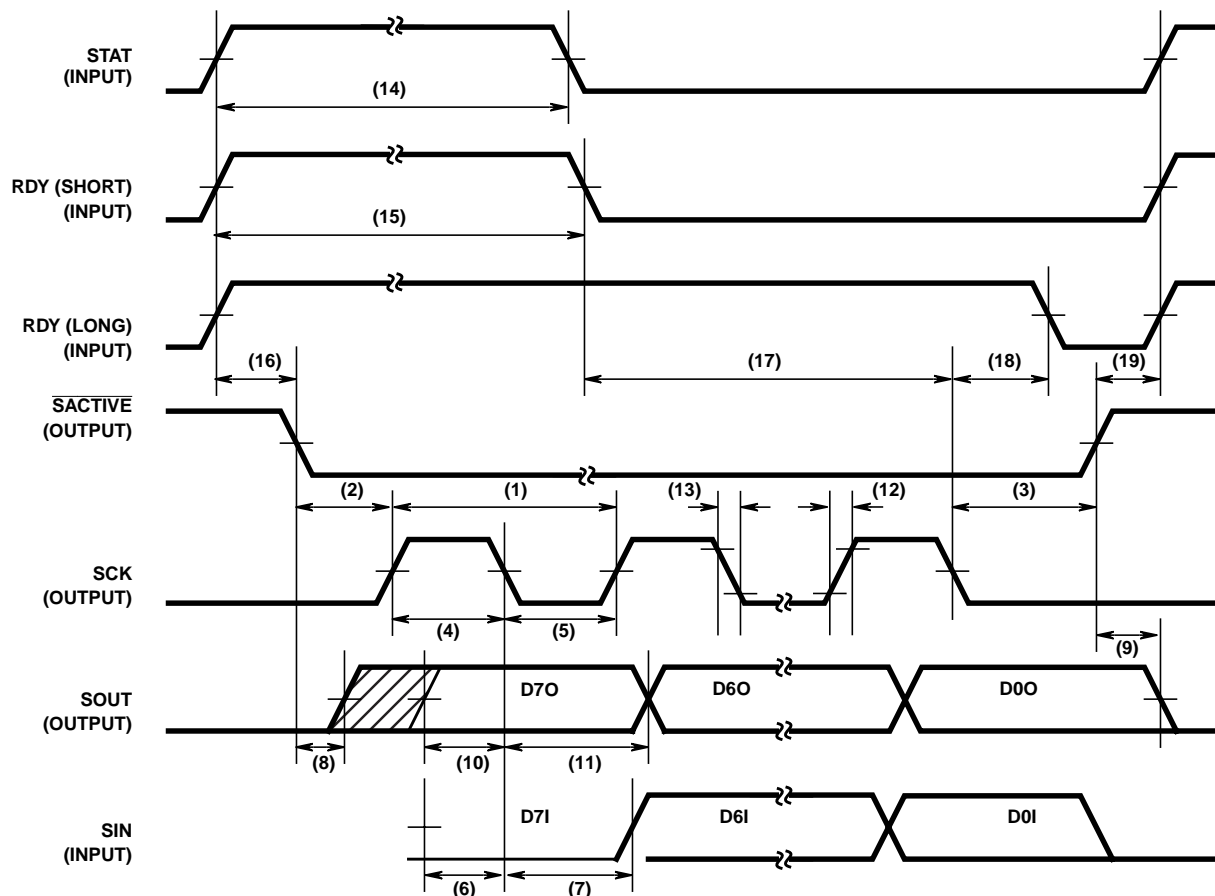 STAT
(INPUT)
(14)
RDY (SHORT)
(INPUT)
(15)
RDY (LONG)
(INPUT)
(16)
(17)
(18)
(19)
SACTIVE
(OUTPUT)
(2)
(1)
(13)
(12)
(3)
SCK
(OUTPUT)
(4)
(5)
(9)
SOUT
(OUTPUT)
D7O
D6O
D0O
(8)
(10)
(11)
SIN
(INPUT)
D7I
D6I
D0I
(6)
(7)